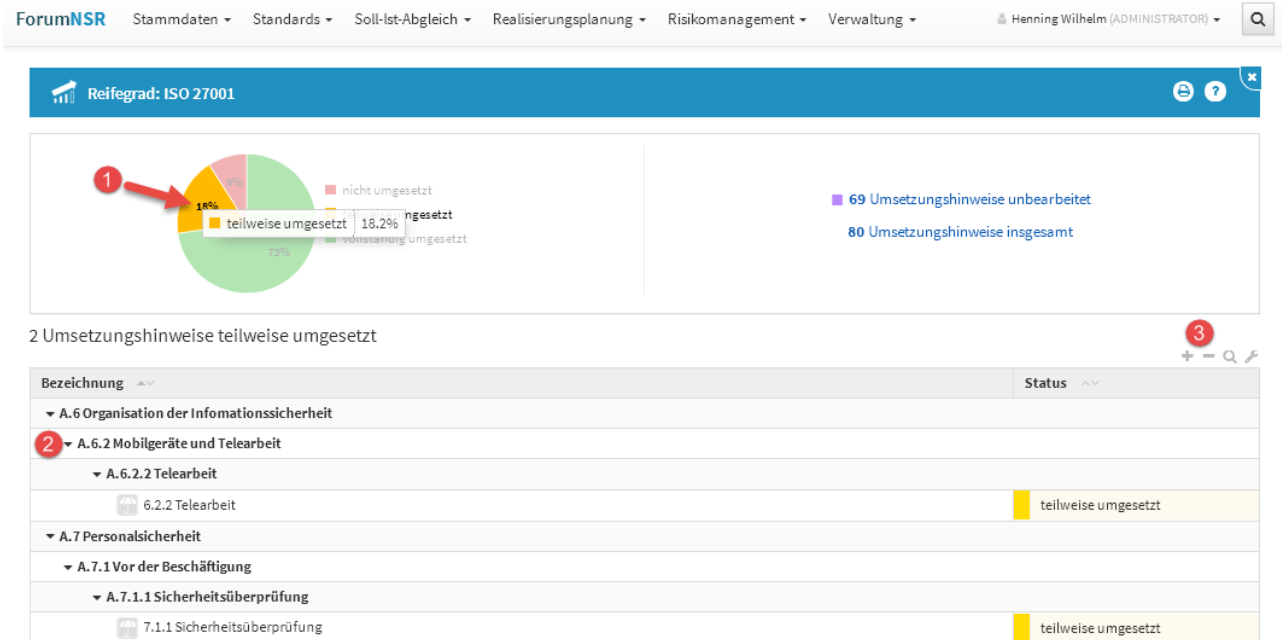 ForumNSR Stammdaten Standards Soll-Ist-Abgleich Realisierungsplanung Risikomanagement Verwaltung Henning Wilhelm (ADMINISTRATOR)
Reifegrad: ISO 27001 ?
1
9%
18%
73%
nicht umgesetzt
ngesetzt
teilweise umgesetzt 18.2%
vollständig umgesetzt
69 Umsetzungshinweise unbearbeitet
80 Umsetzungshinweise insgesamt
2 Umsetzungshinweise teilweise umgesetzt
3
Bezeichnung Status
A.6 Organisation der Infomationssicherheit
2 A.6.2 Mobilgeräte und Telearbeit
A.6.2.2 Telearbeit
6.2.2 Telearbeit teilweise umgesetzt
A.7 Personalsicherheit
A.7.1 Vor der Beschäftigung
A.7.1.1 Sicherheitsüberprüfung
7.1.1 Sicherheitsüberprüfung teilweise umgesetzt